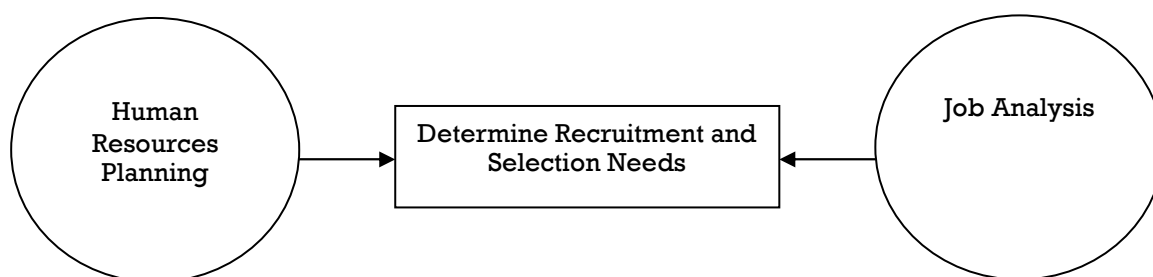 Human
Resources
Planning
Determine Recruitment and
Selection Needs
Job Analysis